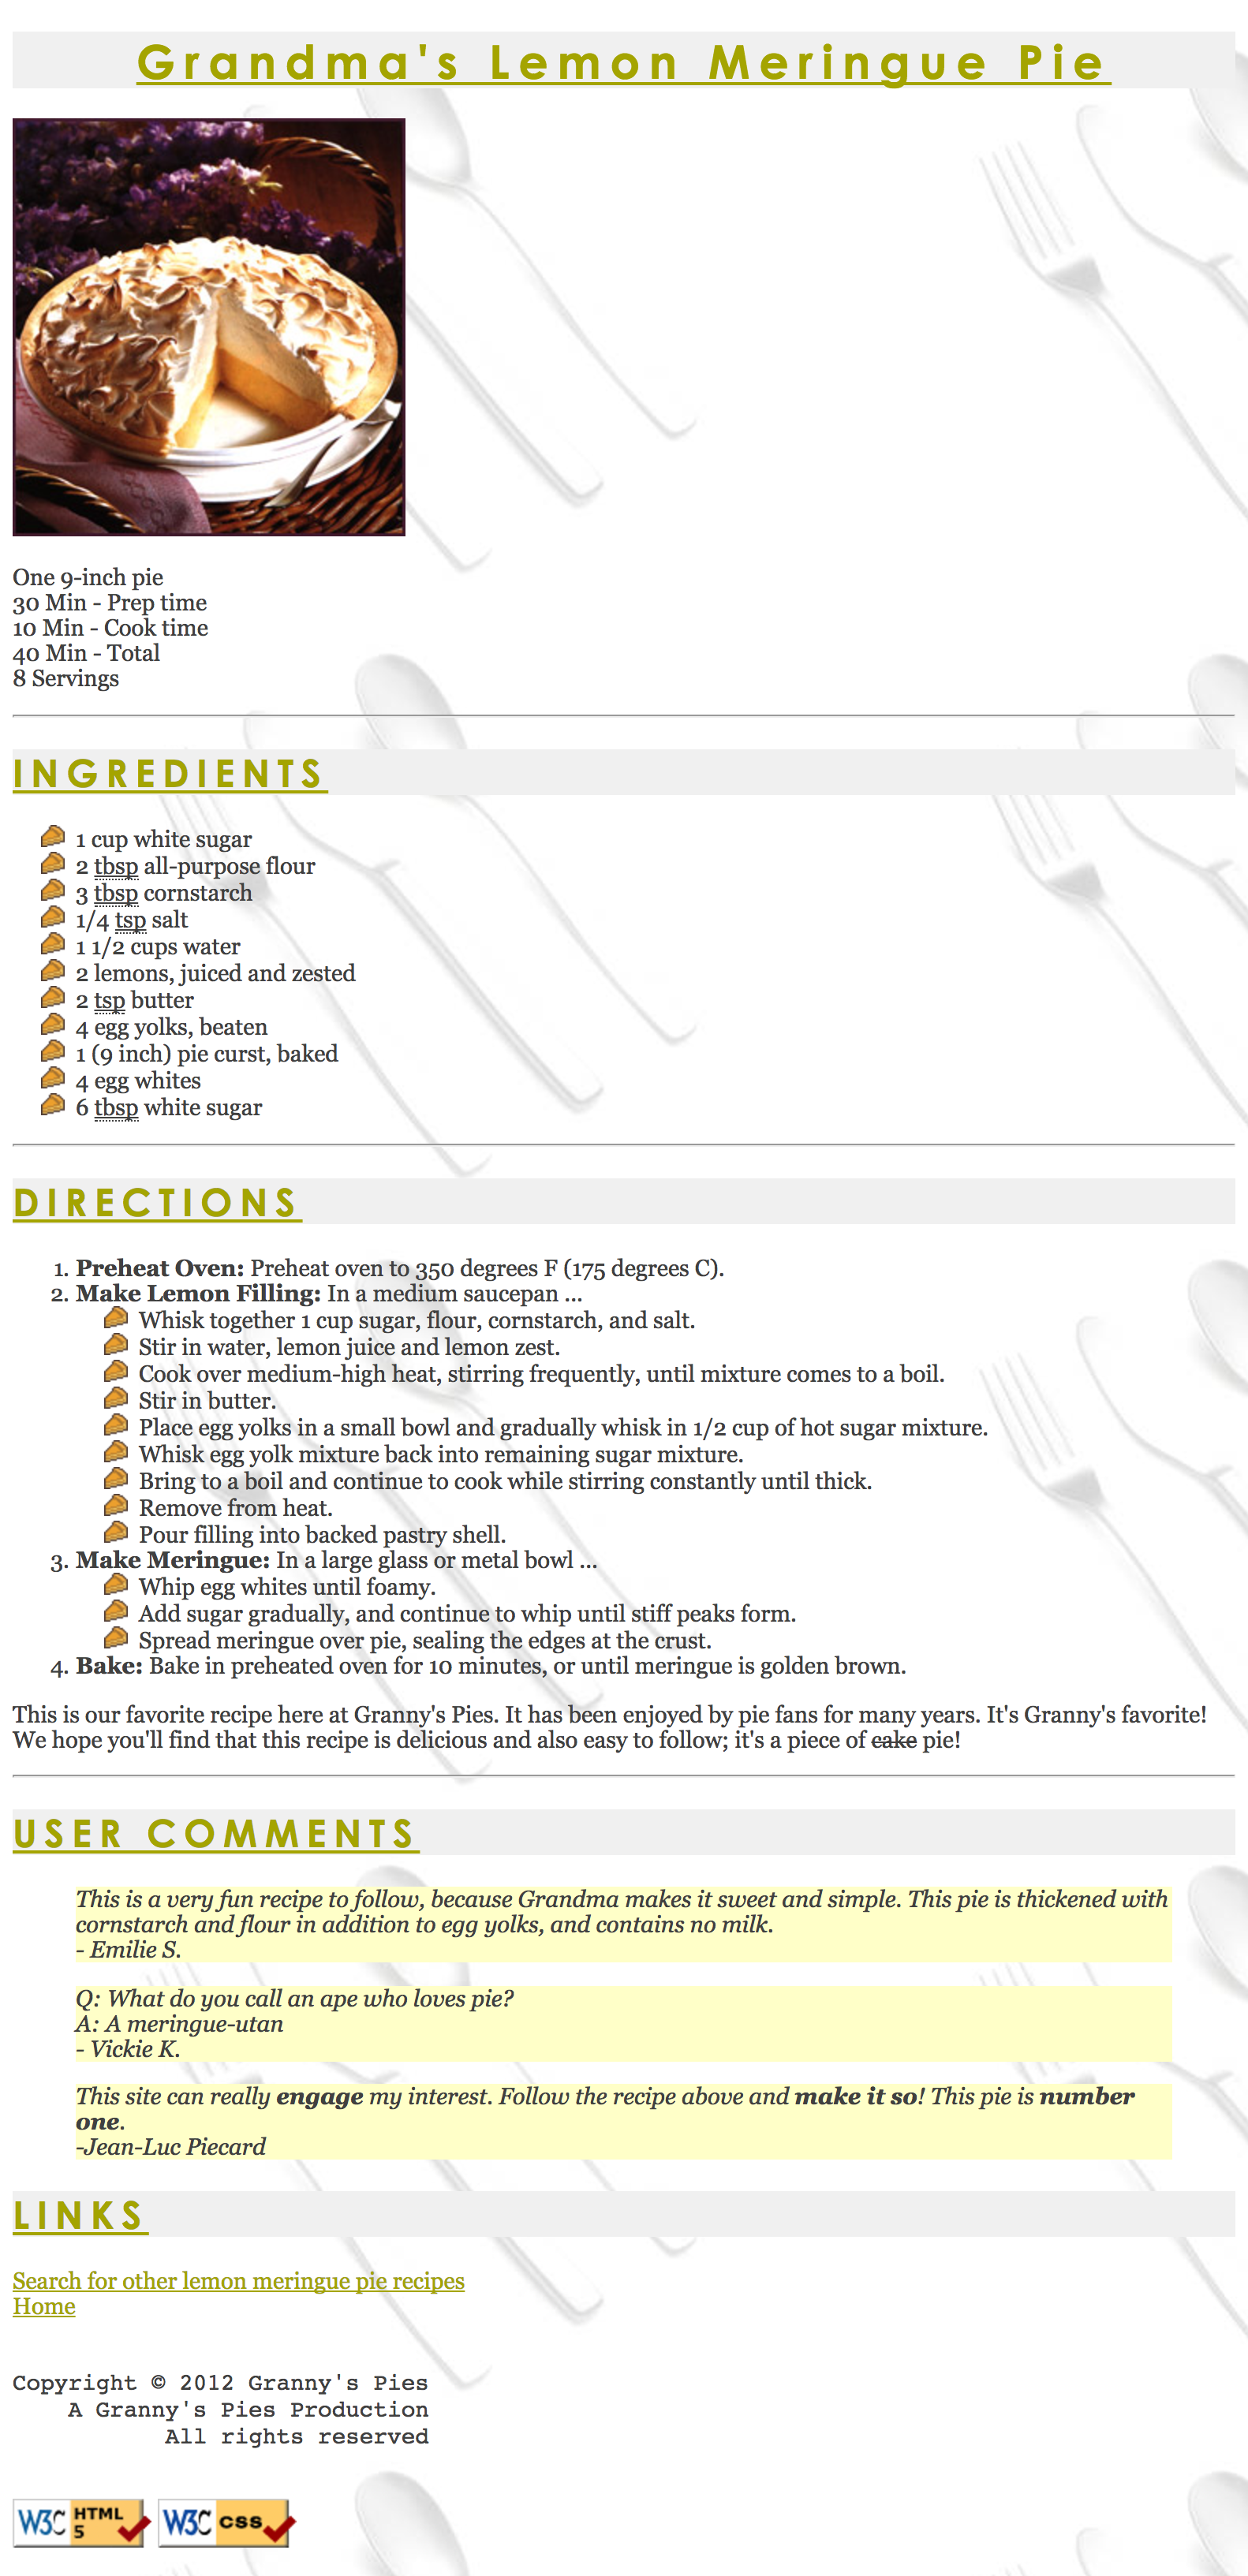 Grandma's Lemon Meringue Pie
One 9-inch pie
30 Min - Prep time
10 Min - Cook time
40 Min - Total
8 Servings
INGREDIENTS
1 cup white sugar
2 tbsp all-purpose flour
3 tbsp cornstarch
1/4 tsp salt
1 1/2 cups water
2 lemons, juiced and zested
2 tsp butter
4 egg yolks, beaten
1 (9 inch) pie curst, baked
4 egg whites
6 tbsp white sugar
DIRECTIONS
1. Preheat Oven: Preheat oven to 350 degrees F (175 degrees C).
2. Make Lemon Filling: In a medium saucepan ...
Whisk together 1 cup sugar, flour, cornstarch, and salt.
Stir in water, lemon juice and lemon zest.
Cook over medium-high heat, stirring frequently, until mixture comes to a boil.
Stir in butter.
Place egg yolks in a small bowl and gradually whisk in 1/2 cup of hot sugar mixture.
Whisk egg yolk mixture back into remaining sugar mixture.
Bring to a boil and continue to cook while stirring constantly until thick.
Remove from heat.
Pour filling into backed pastry shell.
3. Make Meringue: In a large glass or metal bowl ...
Whip egg whites until foamy.
Add sugar gradually, and continue to whip until stiff peaks form.
Spread meringue over pie, sealing the edges at the crust.
4. Bake: Bake in preheated oven for 10 minutes, or until meringue is golden brown.
This is our favorite recipe here at Granny's Pies. It has been enjoyed by pie fans for many years. It's Granny's favorite!
We hope you'll find that this recipe is delicious and also easy to follow; it's a piece of cake pie!
USER COMMENTS
This is a very fun recipe to follow, because Grandma makes it sweet and simple. This pie is thickened with
cornstarch and flour in addition to egg yolks, and contains no milk.
- Emilie S.
Q: What do you call an ape who loves pie?
A: A meringue-utan
- Vickie K.
This site can really engage my interest. Follow the recipe above and make it so! This pie is number
one.
-Jean-Luc Piecard
LINKS
Search for other lemon meringue pie recipes
Home
Copyright © 2012 Granny's Pies
A Granny's Pies Production
All rights reserved
W3C HTML 5 W3C CSS